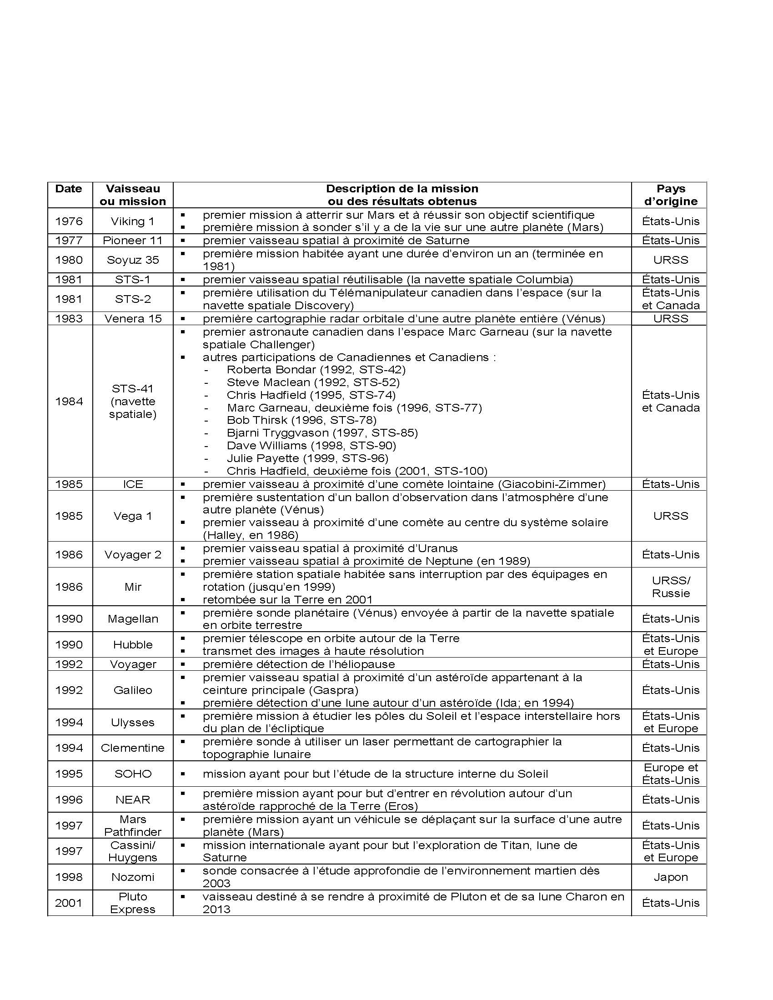 Date
Vaisseau
ou mission
Description de la mission
ou des résultats obtenus
Pays
d'origine
1976
Viking 1
▪ premier mission à atterrir sur Mars et à réussir son objectif scientifique
▪ première mission à sonder s'il y a de la vie sur une autre planète (Mars)
États-Unis
1977
Pioneer 11
▪ premier vaisseau spatial à proximité de Saturne
États-Unis
1980
Soyuz 35
▪ première mission habitée ayant une durée d'environ un an (terminée en
1981)
URSS
1981
STS-1
▪ premier vaisseau spatial réutilisable (la navette spatiale Columbia)
États-Unis
1981
STS-2
▪ première utilisation du Télémanipulateur canadien dans l'espace (sur la
navette spatiale Discovery)
États-Unis
et Canada
1983
Venera 15
▪ première cartographie radar orbitale d'une autre planète entière (Vénus)
URSS
1984
STS-41
(navette
spatiale)
▪ premier astronaute canadien dans l'espace Marc Garneau (sur la navette
spatiale Challenger)
▪ autres participations de Canadiennes et Canadiens :
- Roberta Bondar (1992, STS-42)
- Steve Maclean (1992, STS-52)
- Chris Hadfield (1995, STS-74)
- Marc Garneau, deuxième fois (1996, STS-77)
- Bob Thirsk (1996, STS-78)
- Bjarni Tryggvason (1997, STS-85)
- Dave Williams (1998, STS-90)
- Julie Payette (1999, STS-96)
- Chris Hadfield, deuxième fois (2001, STS-100)
États-Unis
et Canada
1985
ICE
▪ premier vaisseau à proximité d'une comète lointaine (Giacobini-Zimmer)
États-Unis
1985
Vega 1
▪ première sustentation d'un ballon d'observation dans l'atmosphère d'une
autre planète (Vénus)
▪ premier vaisseau à proximité d'une comète au centre du système solaire
(Halley, en 1986)
URSS
1986
Voyager 2
▪ premier vaisseau spatial à proximité d'Uranus
▪ premier vaisseau spatial à proximité de Neptune (en 1989)
États-Unis
1986
Mir
▪ première station spatiale habitée sans interruption par des équipages en
rotation (jusqu'en 1999)
▪ retombée sur la Terre en 2001
URSS/
Russie
1990
Magellan
▪ première sonde planétaire (Vénus) envoyée à partir de la navette spatiale
en orbite terrestre
États-Unis
1990
Hubble
▪ premier télescope en orbite autour de la Terre
▪ transmet des images à haute résolution
États-Unis
et Europe
1992
Voyager
▪ première détection de l'héliopause
États-Unis
1992
Galileo
▪ premier vaisseau spatial à proximité d'un astéroïde appartenant à la
ceinture principale (Gaspra)
▪ première détection d'une lune autour d'un astéroïde (Ida; en 1994)
États-Unis
1994
Ulysses
▪ première mission à étudier les pôles du Soleil et l'espace interstellaire hors
du plan de l'écliptique
États-Unis
et Europe
1994
Clementine
▪ première sonde à utiliser un laser permettant de cartographier la
topographie lunaire
États-Unis
1995
SOHO
▪ mission ayant pour but l'étude de la structure interne du Soleil
Europe et
États-Unis
1996
NEAR
▪ première mission ayant pour but d'entrer en révolution autour d'un
astéroïde rapproché de la Terre (Eros)
États-Unis
1997
Mars
Pathfinder
▪ première mission ayant un véhicule se déplaçant sur la surface d'une autre
planète (Mars)
États-Unis
1997
Cassini/
Huygens
▪ mission internationale ayant pour but l'exploration de Titan, lune de
Saturne
États-Unis
et Europe
1998
Nozomi
▪ sonde consacrée à l'étude approfondie de l'environnement martien dès
2003
Japon
2001
Pluto
Express
▪ vaisseau destiné à se rendre à proximité de Pluton et de sa lune Charon en
2013
États-Unis